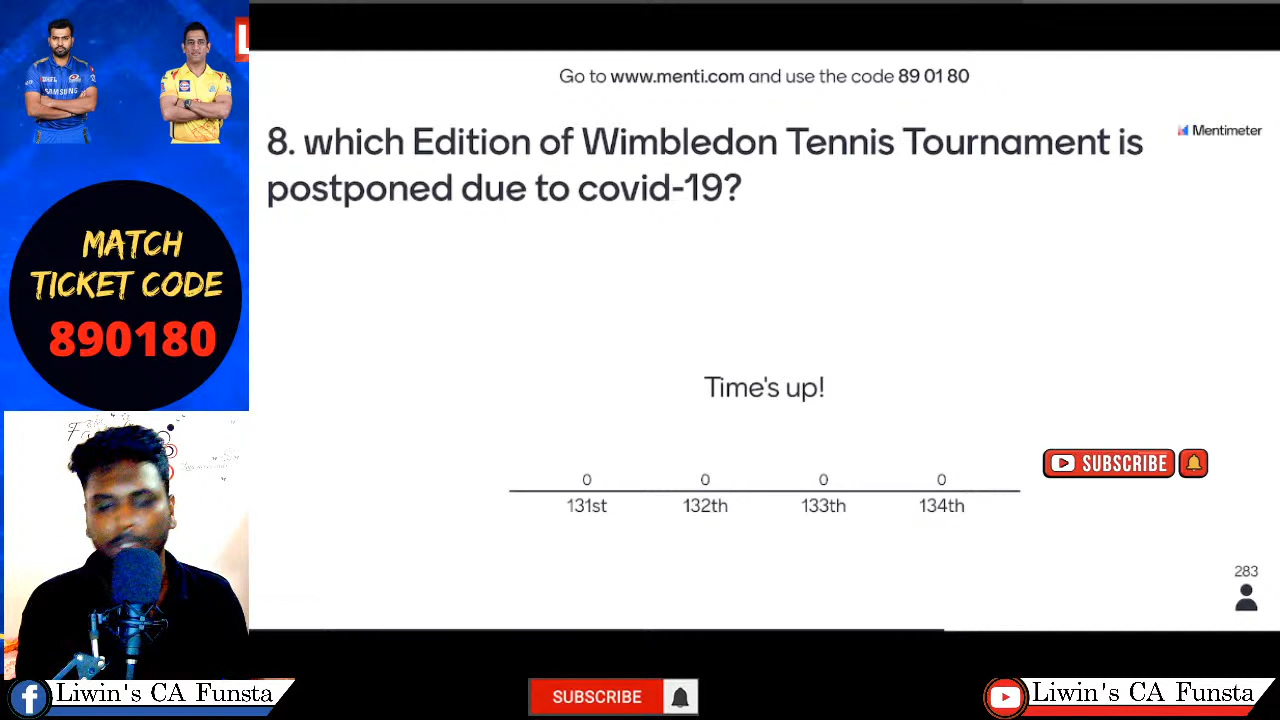 L
Go to www.menti.com and use the code 89 01 80
Mentimeter
8. which Edition of Wimbledon Tennis Tournament is
postponed due to covid-19?
MATCH
TICKET CODE
890180
Time's up!
0 0 0 0
131st 132th 133th 134th
SUBSCRIBE
283
SAMSUNG
Liwin's CA Funsta
SUBSCRIBE
Liwin's CA Funsta